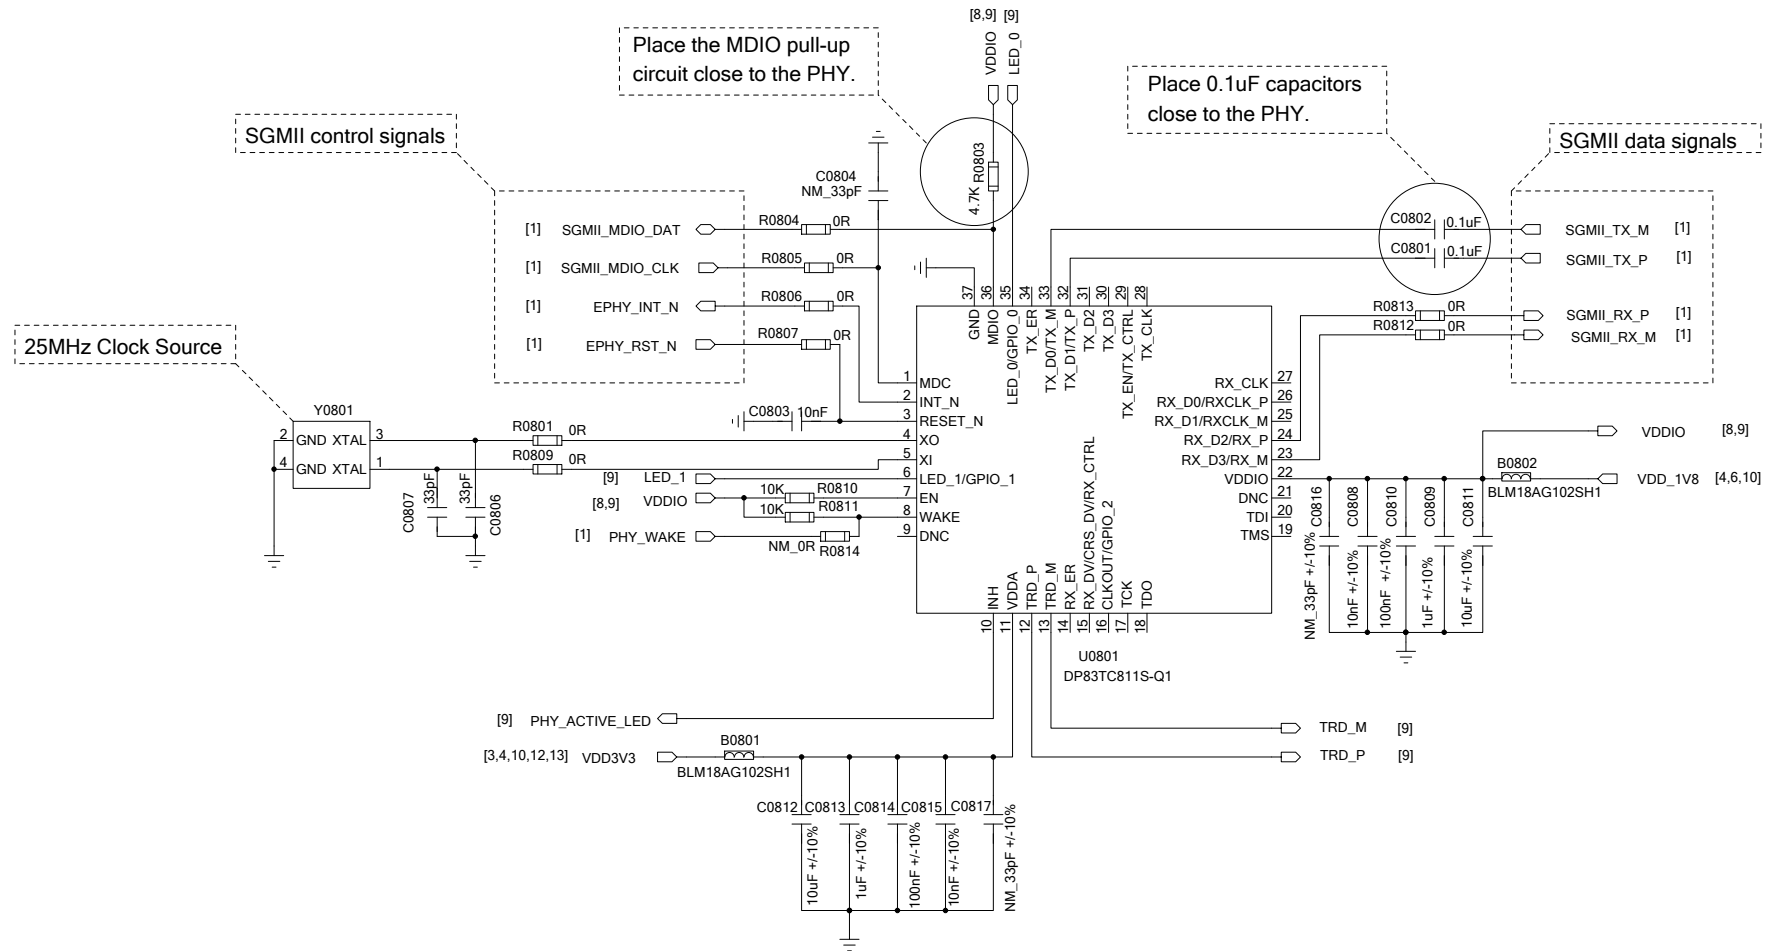 [8,9] [9]
VDDIO
LED_0
Place the MDIO pull-up
circuit close to the PHY.
Place 0.1uF capacitors
close to the PHY.
SGMII control signals
SGMII data signals
R0803
4.7K
C0804
NM_33pF
[1] SGMII_MDIO_DAT R0804 0R
[1] SGMII_MDIO_CLK R0805 0R
[1] EPHY_INT_N R0806 0R
[1] EPHY_RST_N R0807 0R
C0802 0.1uF SGMII_TX_M [1]
C0801 0.1uF SGMII_TX_P [1]
R0813 0R SGMII_RX_P [1]
R0812 0R SGMII_RX_M [1]
25MHz Clock Source
Y0801
2 GND XTAL 3
4 GND XTAL 1
R0801 0R
R0809 0R
C0807 33pF
33pF C0806
C0803 10nF
[9] LED_1
[8,9] VDDIO
10K R0810
10K R0811
[1] PHY_WAKE NM_0R R0814
37 GND
36 MDIO
35 LED_0/GPIO_0
34 TX_ER
33 TX_D0/TX_M
32 TX_D1/TX_P
31 TX_D2
30 TX_D3
29 TX_EN/TX_CTRL
28 TX_CLK
1 MDC
2 INT_N
3 RESET_N
4 XO
5 XI
6 LED_1/GPIO_1
7 EN
8 WAKE
9 DNC
RX_CLK 27
RX_D0/RXCLK_P 26
RX_D1/RXCLK_M 25
RX_D2/RX_P 24
RX_D3/RX_M 23
VDDIO 22
DNC 21
TDI 20
TMS 19
INH 10
VDDA 11
TRD_P 12
TRD_M 13
RX_ER 14
RX_DV/CRS_DV/RX_CTRL 15
CLKOUT/GPIO_2 16
TCK 17
TDO 18
U0801
DP83TC811S-Q1
VDDIO [8,9]
B0802
BLM18AG102SH1
VDD_1V8 [4,6,10]
C0816 NM_33pF +/-10%
C0808 10nF +/-10%
C0810 100nF +/-10%
C0809 1uF +/-10%
C0811 10uF +/-10%
[9] PHY_ACTIVE_LED
[3,4,10,12,13] VDD3V3
B0801
BLM18AG102SH1
TRD_M [9]
TRD_P [9]
C0812 C0813 C0814 C0815 C0817
10uF +/-10%
1uF +/-10%
100nF +/-10%
10nF +/-10%
NM_33pF +/-10%